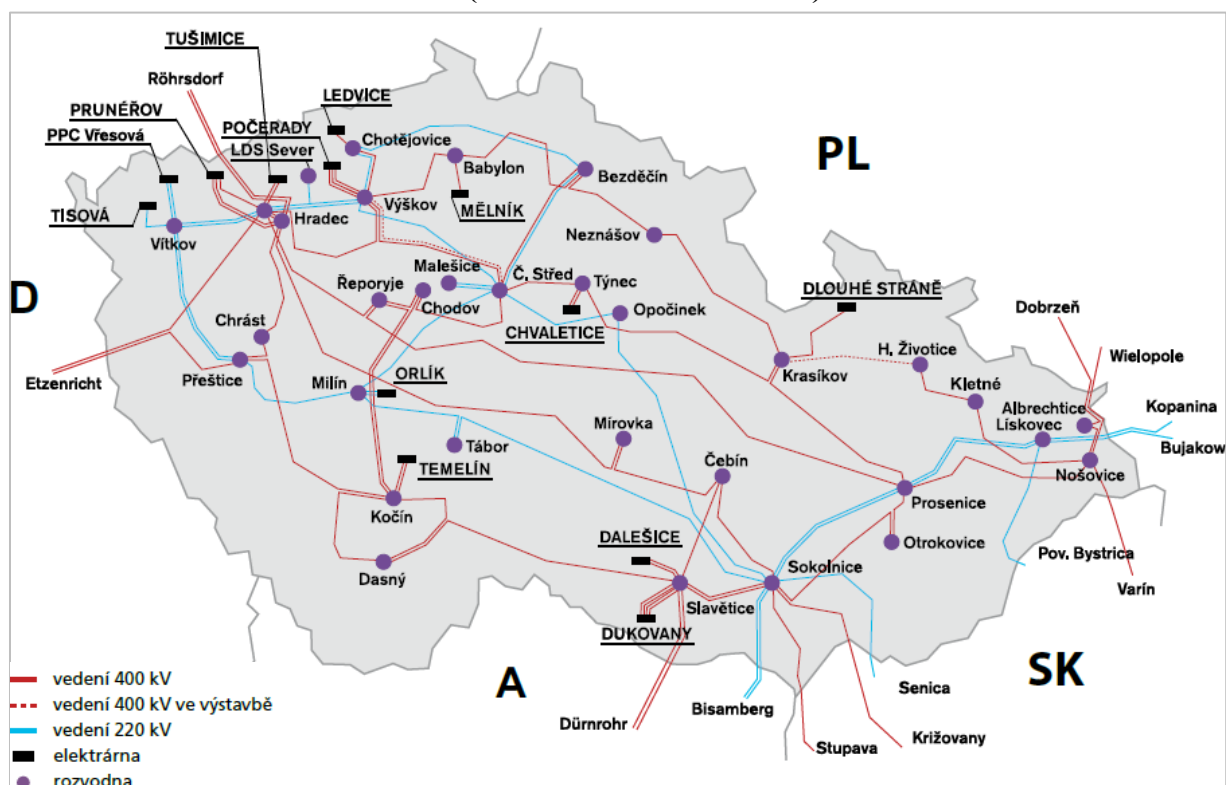 TUŠIMICE
Röhrsdorf
PRUNÉŘOV
LEDVICE
PPC Vřesová
POČERADY
LDS Sever
Chotějovice
TISOVÁ
Babylon
Bezděčín
PL
Vítkov
Hradec
Výškov
MĚLNÍK
Neznášov
Malešice
Č. Střed
Týnec
Řeporyje
Chodov
DLOUHÉ STRÁNĚ
D
Opočinek
Dobrzeň
Chrást
CHVALETICE
H. Životice
Wielopole
Etzenricht
Přeštice
Milín
ORLÍK
Krasíkov
Kletné
Albrechtice
Kopanina
Lískovec
Mírovka
Bujakow
Tábor
Čebín
TEMELÍN
Nošovice
Kočín
Prosenice
DALEŠICE
Otrokovice
Pov. Bystrica
Dasný
Sokolnice
Varín
Slavětice
DUKOVANY
vedení 400 kV
A
SK
Senica
vedení 400 kV ve výstavbě
Bisamberg
vedení 220 kV
Dürnrohr
Križovany
Stupava
elektrárna
rozvodna